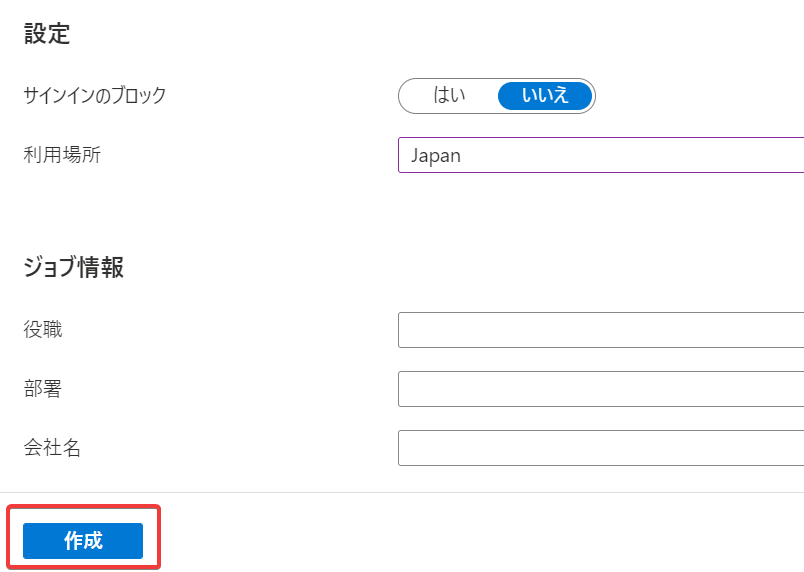 設定
サインインのブロック はい いいえ
利用場所 Japan
ジョブ情報
役職
部署
会社名
作成